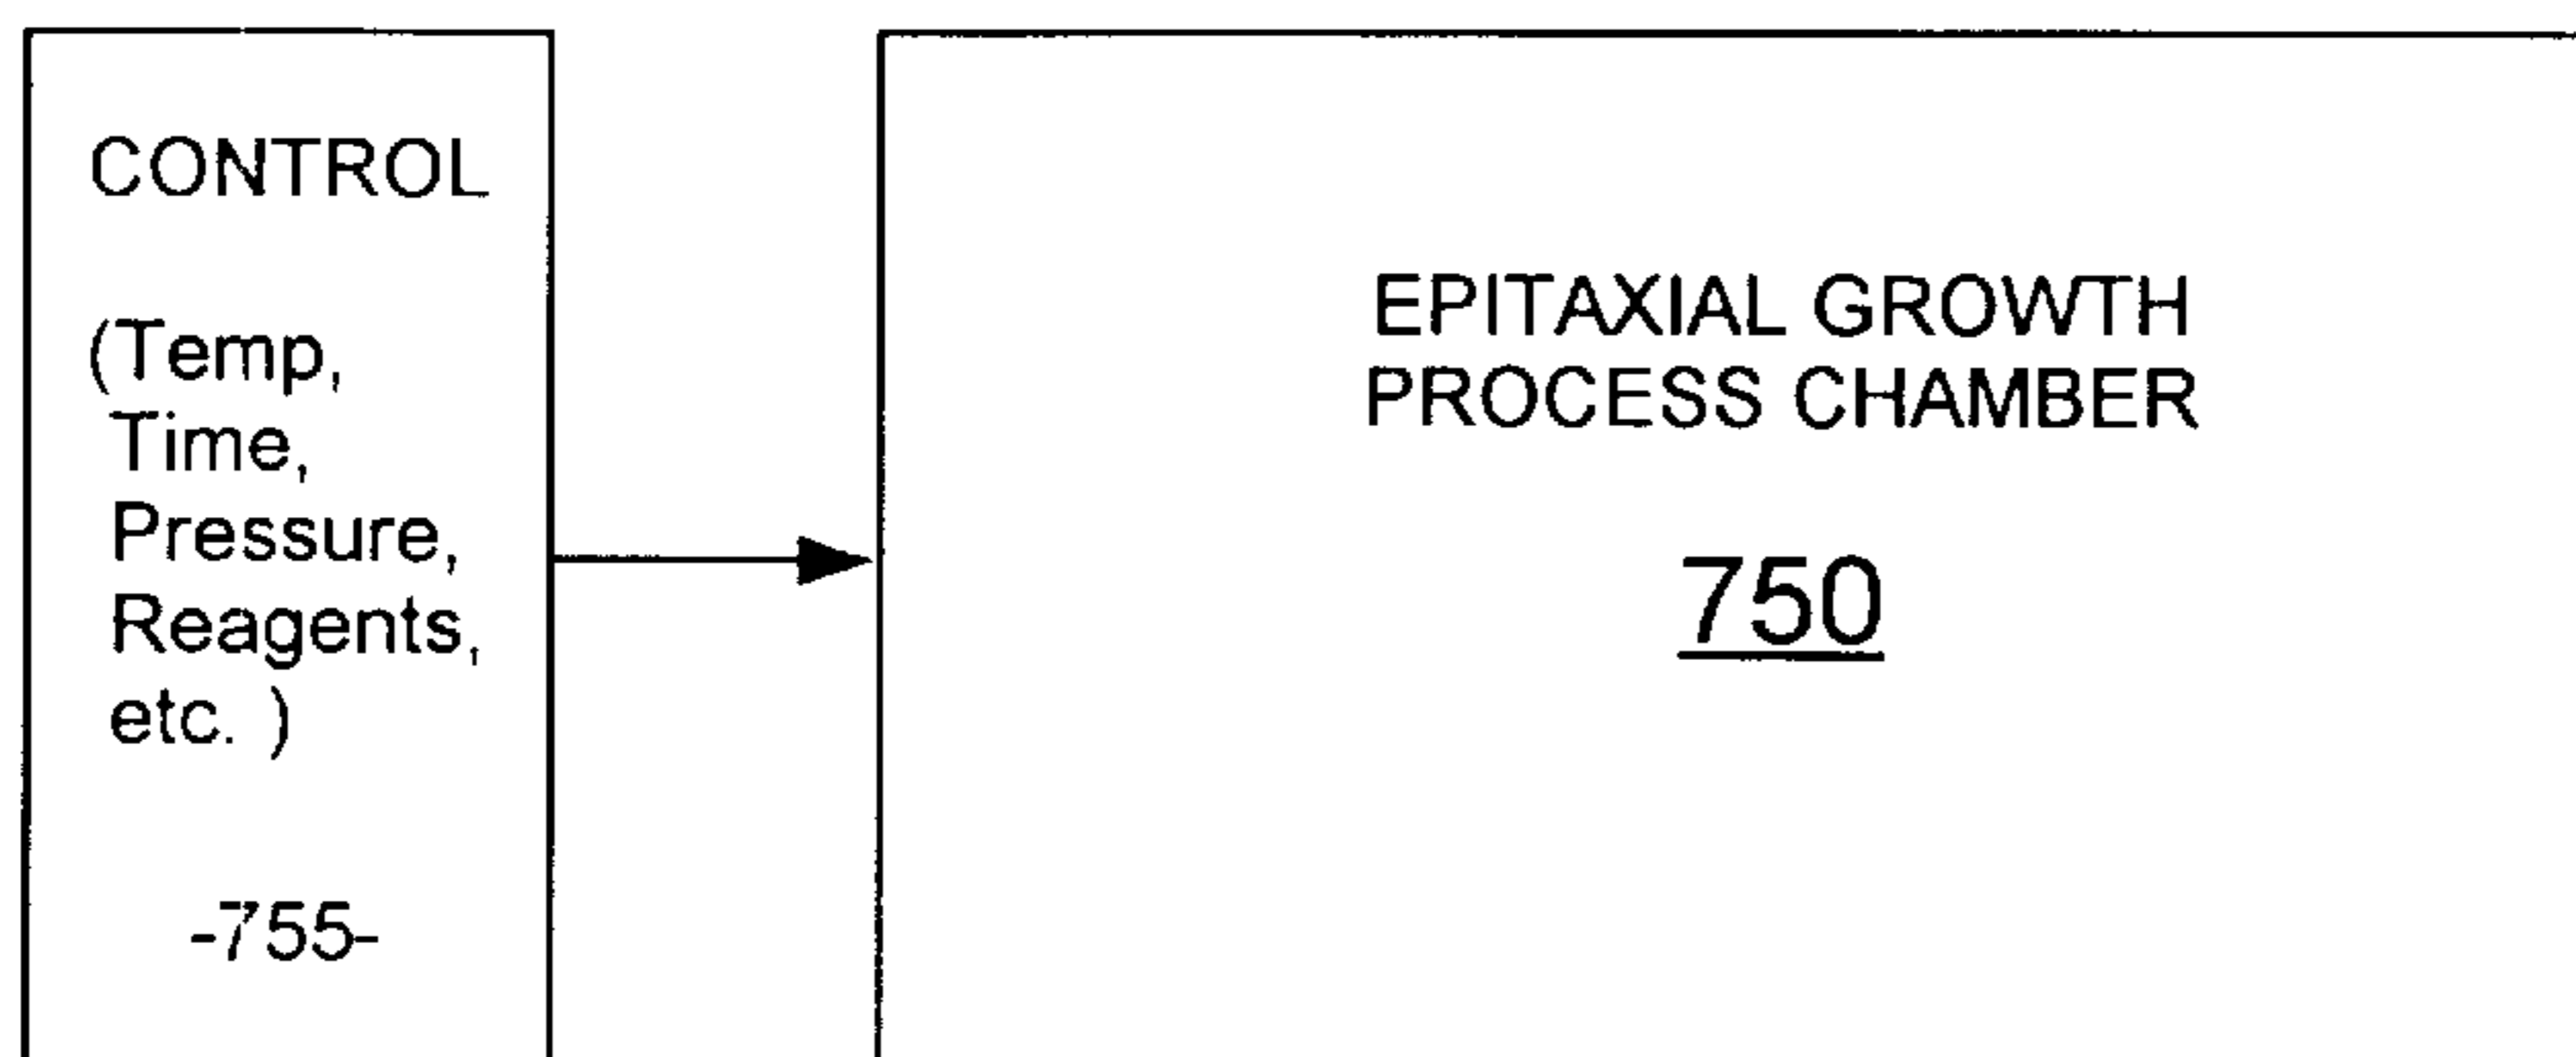 CONTROL
(Temp,
Time,
Pressure,
Reagents,
etc. )
-755-
EPITAXIAL GROWTH
PROCESS CHAMBER
750